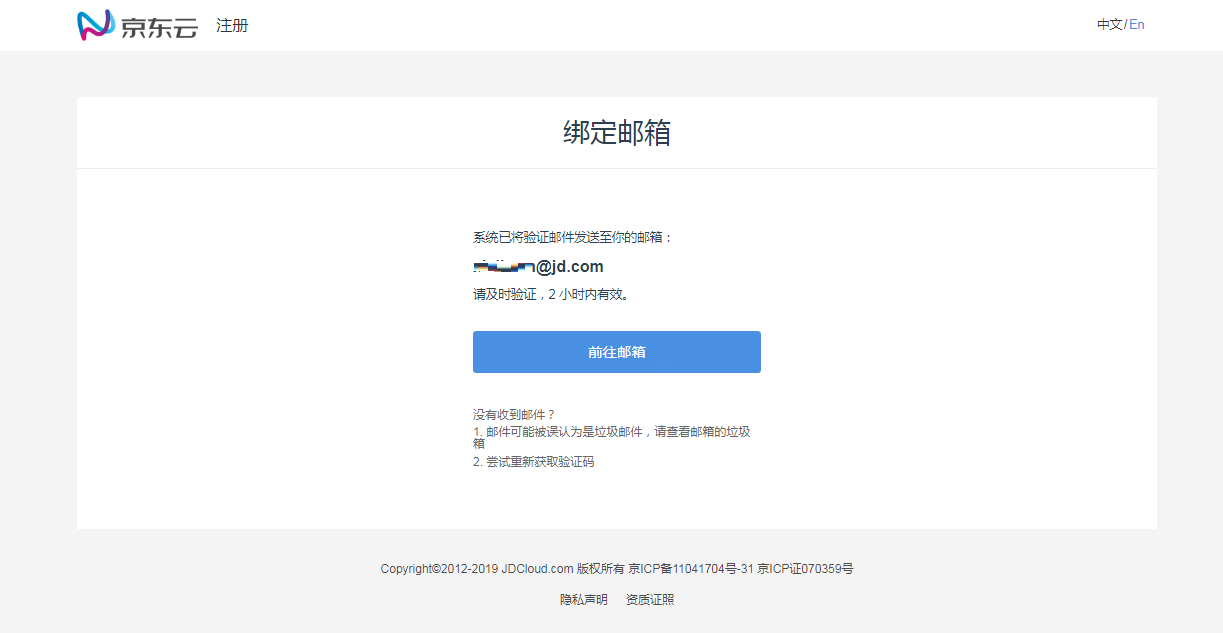 京东云 注册 中文/En
绑定邮箱
系统已将验证邮件发送至你的邮箱：
@jd.com
请及时验证，2 小时内有效。
前往邮箱
没有收到邮件？
1. 邮件可能被误认为是垃圾邮件，请查看邮箱的垃圾
箱
2. 尝试重新获取验证码
Copyright©2012-2019 JDCloud.com 版权所有 京ICP备11041704号-31 京ICP证070359号
隐私声明 资质证照